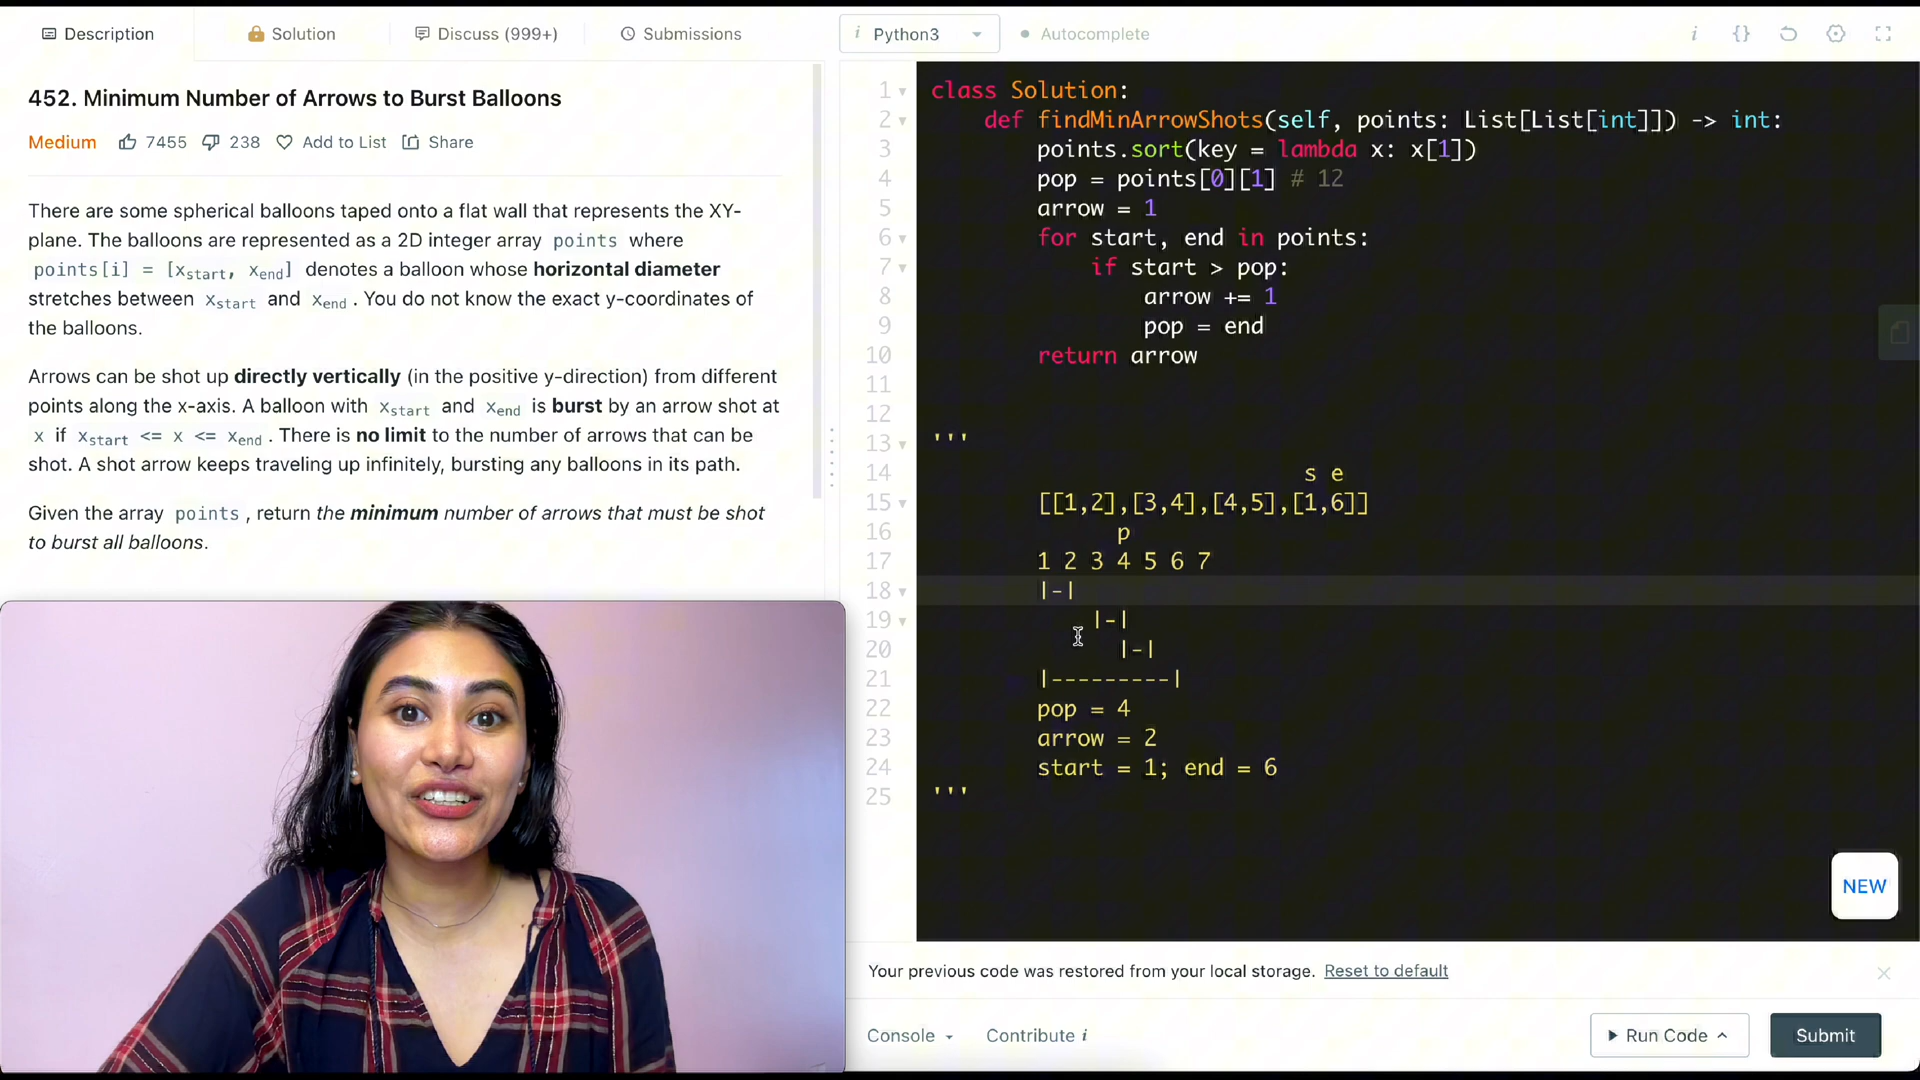 Description
Solution
Discuss (999+)
Submissions
452. Minimum Number of Arrows to Burst Balloons
Medium 7455 238 Add to List Share
There are some spherical balloons taped onto a flat wall that represents the XY-
plane. The balloons are represented as a 2D integer array points where
points[i] = [xstart, xend] denotes a balloon whose horizontal diameter
stretches between xstart and xend. You do not know the exact y-coordinates of
the balloons.
Arrows can be shot up directly vertically (in the positive y-direction) from different
points along the x-axis. A balloon with xstart and xend is burst by an arrow shot at
x if xstart <= x <= xend. There is no limit to the number of arrows that can be
shot. A shot arrow keeps traveling up infinitely, bursting any balloons in its path.
Given the array points, return the minimum number of arrows that must be shot
to burst all balloons.
i Python3
Autocomplete
i {}
1 class Solution:
2     def findMinArrowShots(self, points: List[List[int]]) -> int:
3         points.sort(key = lambda x: x[1])
4         pop = points[0][1] # 12
5         arrow = 1
6         for start, end in points:
7             if start > pop:
8                 arrow += 1
9                 pop = end
10         return arrow
11
12
13 '''
14                             s e
15         [[1,2],[3,4],[4,5],[1,6]]
16               p
17         1 2 3 4 5 6 7
18         |-|
19             |-|
20               |-|
21         |---------|
22         pop = 4
23         arrow = 2
24         start = 1; end = 6
25 '''
NEW
Your previous code was restored from your local storage. Reset to default
Console
Contribute i
Run Code
Submit